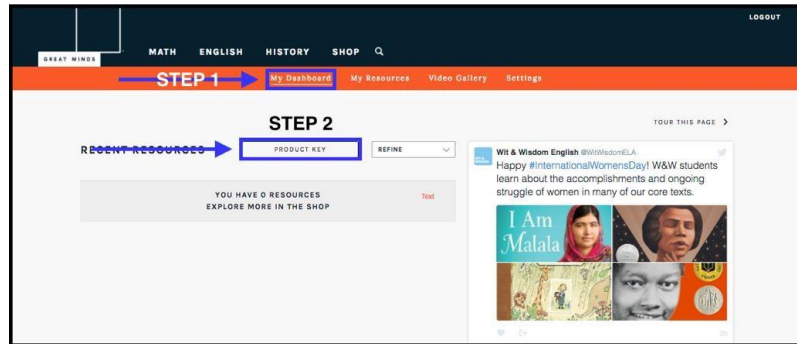 LOGOUT
GREAT MINDS
MATH ENGLISH HISTORY SHOP
STEP 1 My Dashboard My Resources Video Gallery Settings
STEP 2
TOUR THIS PAGE
RECENT RESOURCES PRODUCT KEY REFINE
YOU HAVE 0 RESOURCES
EXPLORE MORE IN THE SHOP
Text
Wit & Wisdom English @WitWisdomELA
Happy #InternationalWomensDay! W&W students
learn about the accomplishments and ongoing
struggle of women in many of our core texts.
I Am
Malala